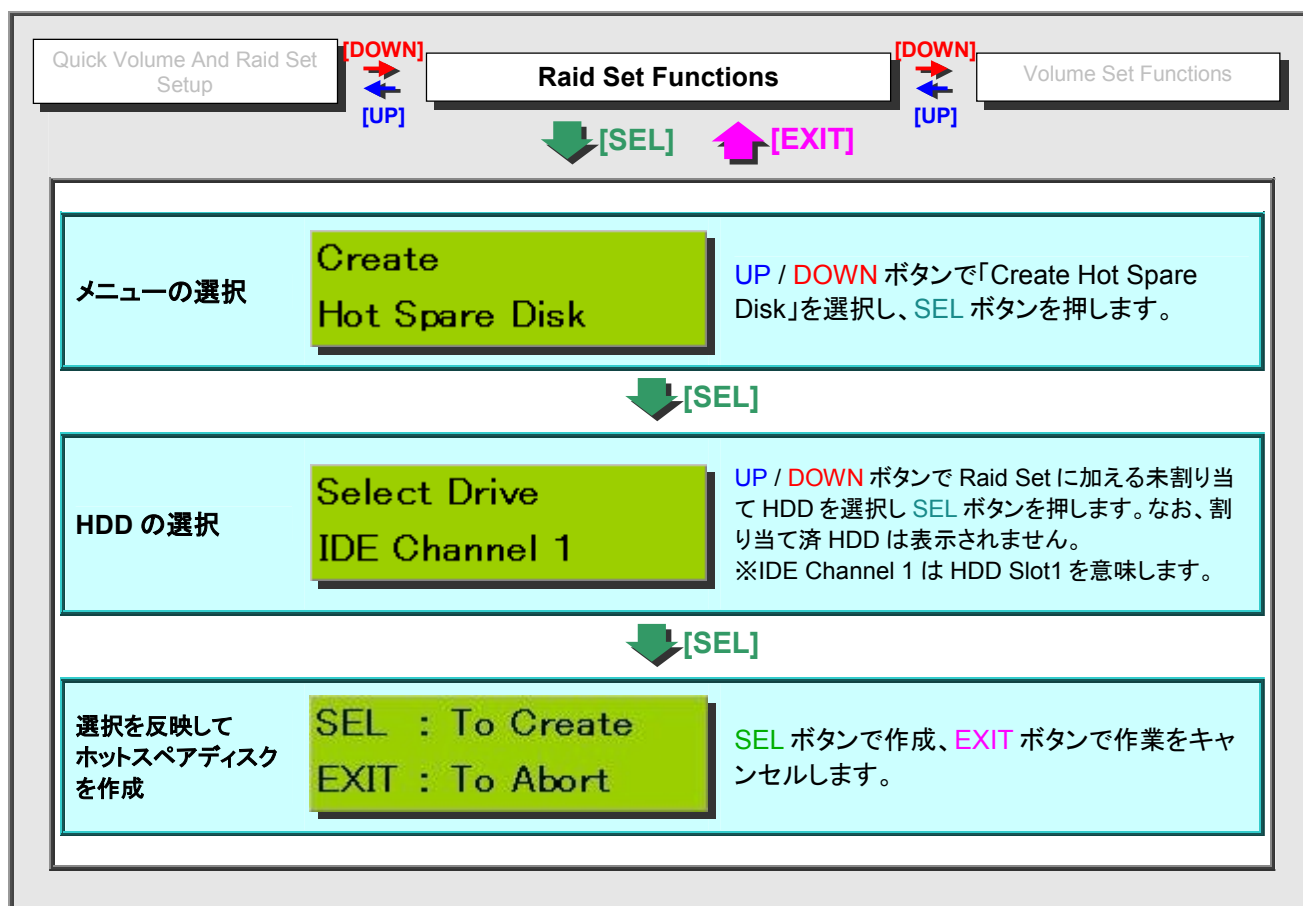 Quick Volume And Raid Set
Setup
[DOWN]
[UP]
Raid Set Functions
[DOWN]
[UP]
Volume Set Functions
[SEL]
[EXIT]
メニューの選択
Create
Hot Spare Disk
UP / DOWN ボタンで「Create Hot Spare
Disk」を選択し、SEL ボタンを押します。
[SEL]
HDD の選択
Select Drive
IDE Channel 1
UP / DOWN ボタンで Raid Set に加える未割り当
て HDD を選択し SEL ボタンを押します。なお、割
り当て済 HDD は表示されません。
※IDE Channel 1 は HDD Slot1 を意味します。
[SEL]
選択を反映して
ホットスペアディスク
を作成
SEL : To Create
EXIT : To Abort
SEL ボタンで作成、EXIT ボタンで作業をキャ
ンセルします。